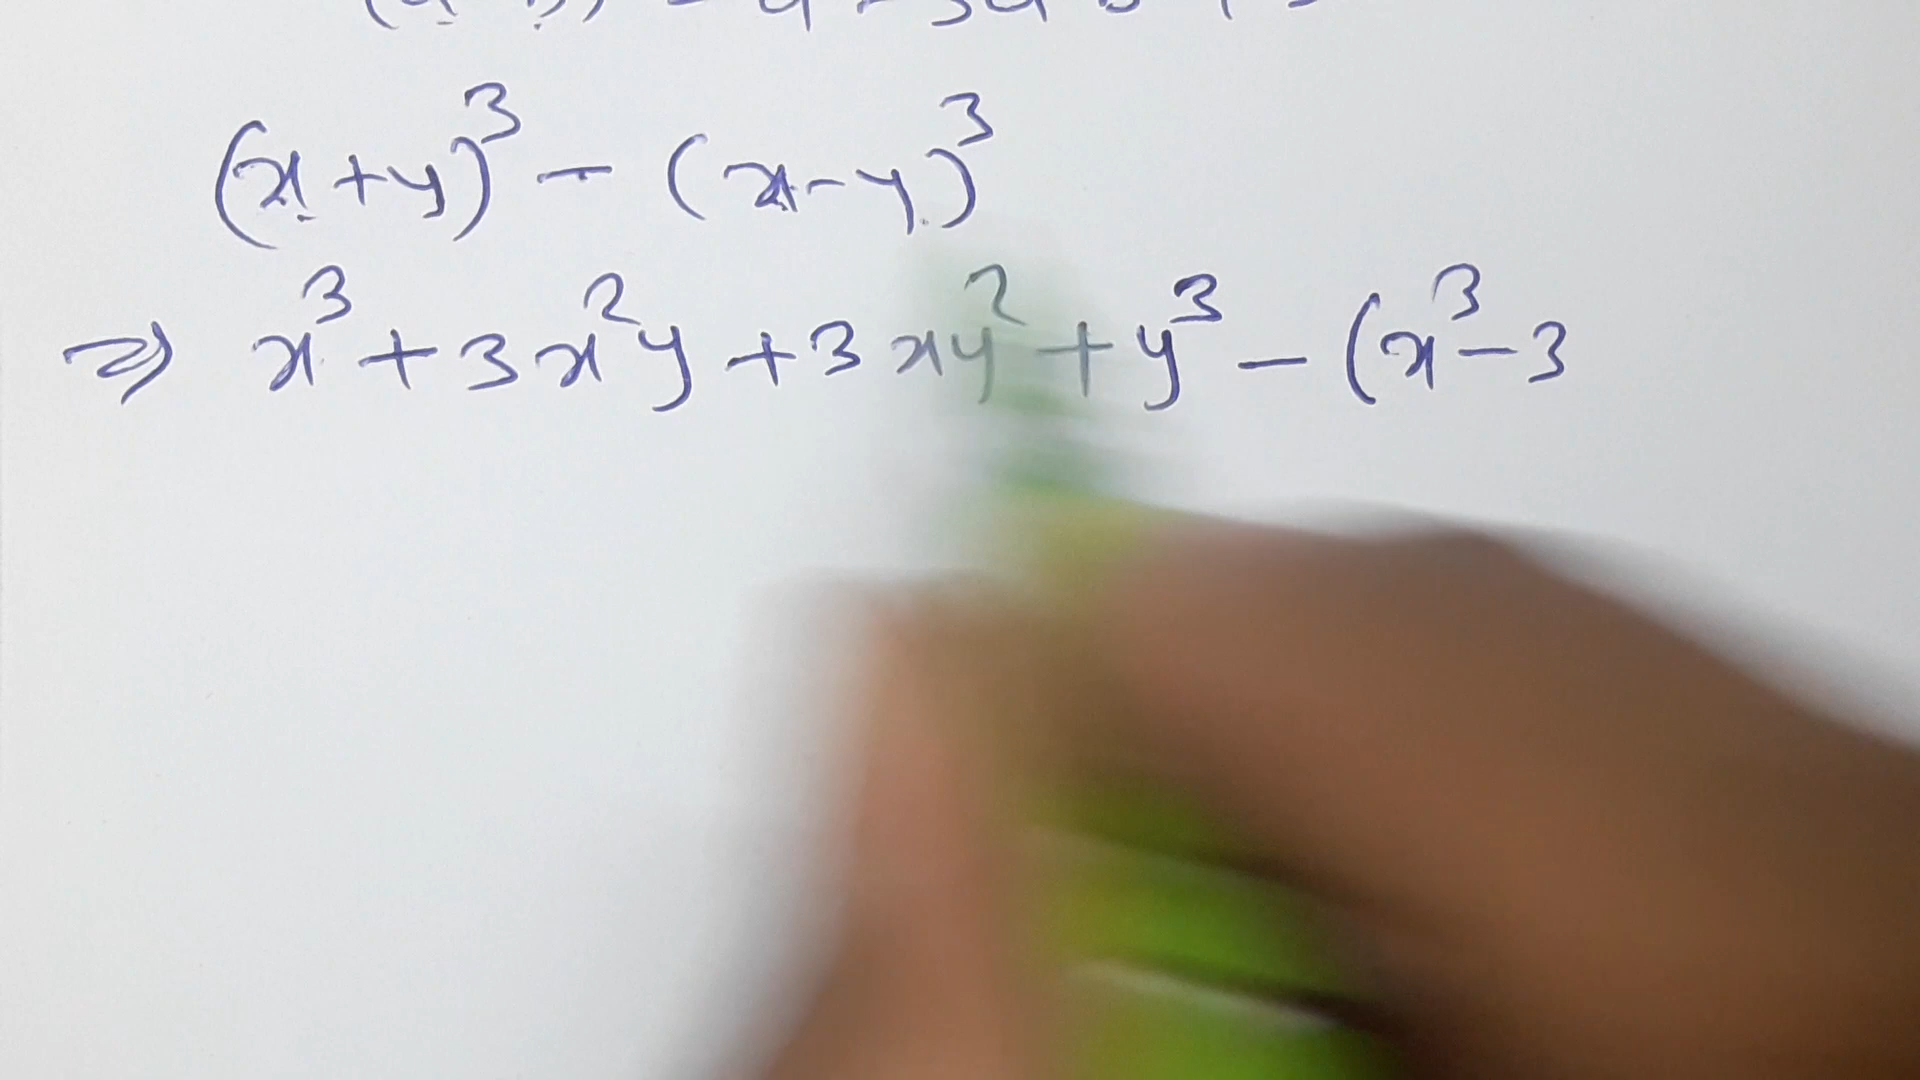 (x+y)³ - (x-y)³
⇒ x³ + 3x²y + 3xy² + y³ - (x³ - 3